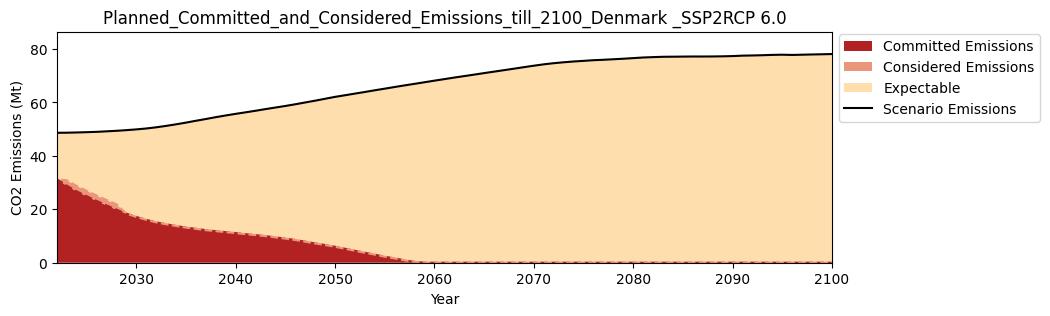 Planned_Committed_and_Considered_Emissions_till_2100_Denmark _SSP2RCP 6.0
CO2 Emissions (Mt)
80
60
40
20
0
2030 2040 2050 2060 2070 2080 2090 2100
Year
Committed Emissions
Considered Emissions
Expectable
Scenario Emissions